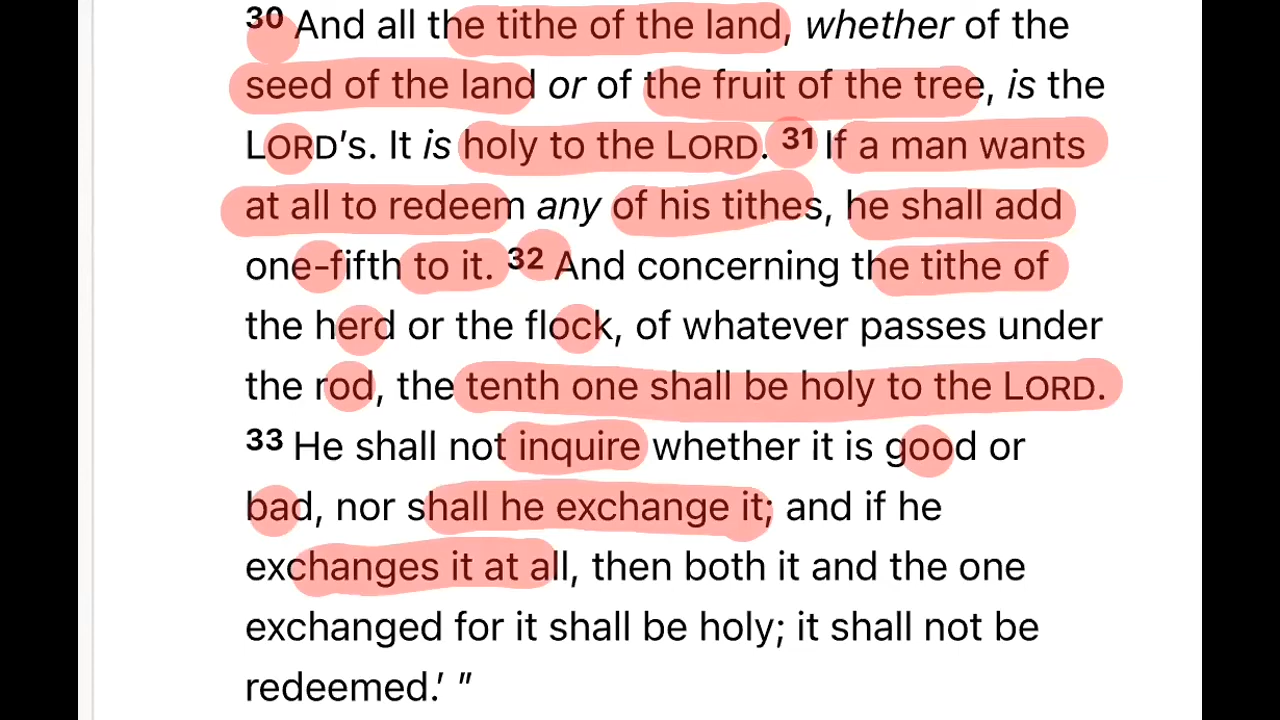 30 And all the tithe of the land, whether of the
seed of the land or of the fruit of the tree, is the
LORD's. It is holy to the LORD. 31 If a man wants
at all to redeem any of his tithes, he shall add
one-fifth to it. 32 And concerning the tithe of
the herd or the flock, of whatever passes under
the rod, the tenth one shall be holy to the LORD.
33 He shall not inquire whether it is good or
bad, nor shall he exchange it; and if he
exchanges it at all, then both it and the one
exchanged for it shall be holy; it shall not be
redeemed.’ ”